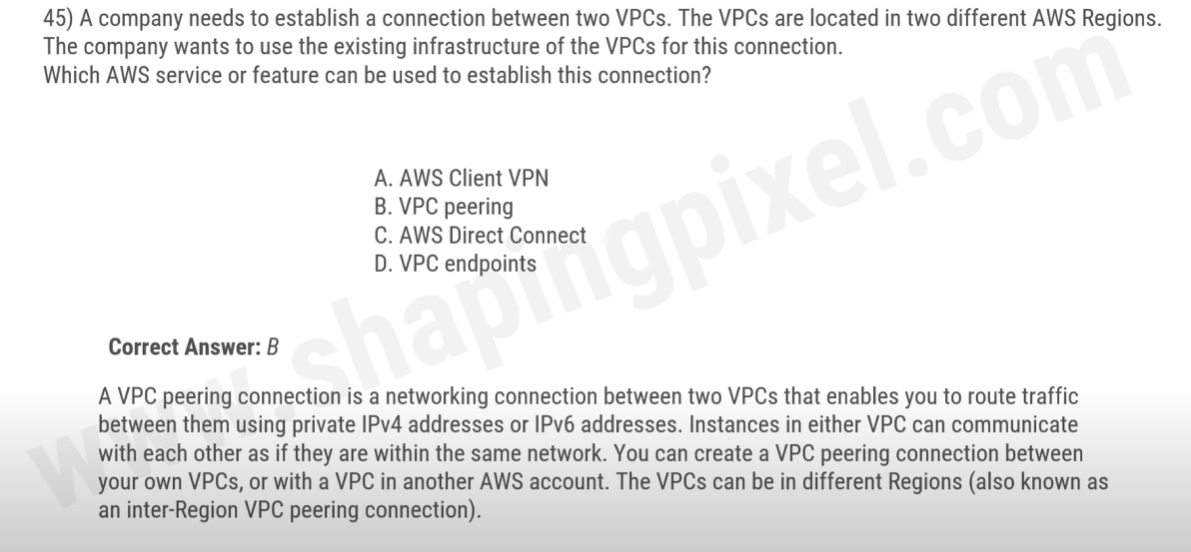 45) A company needs to establish a connection between two VPCs. The VPCs are located in two different AWS Regions.
The company wants to use the existing infrastructure of the VPCs for this connection.
Which AWS service or feature can be used to establish this connection?
A. AWS Client VPN
B. VPC peering
C. AWS Direct Connect
D. VPC endpoints
Correct Answer: B
A VPC peering connection is a networking connection between two VPCs that enables you to route traffic
between them using private IPv4 addresses or IPv6 addresses. Instances in either VPC can communicate
with each other as if they are within the same network. You can create a VPC peering connection between
your own VPCs, or with a VPC in another AWS account. The VPCs can be in different Regions (also known as
an inter-Region VPC peering connection).
www.shapingpixel.com